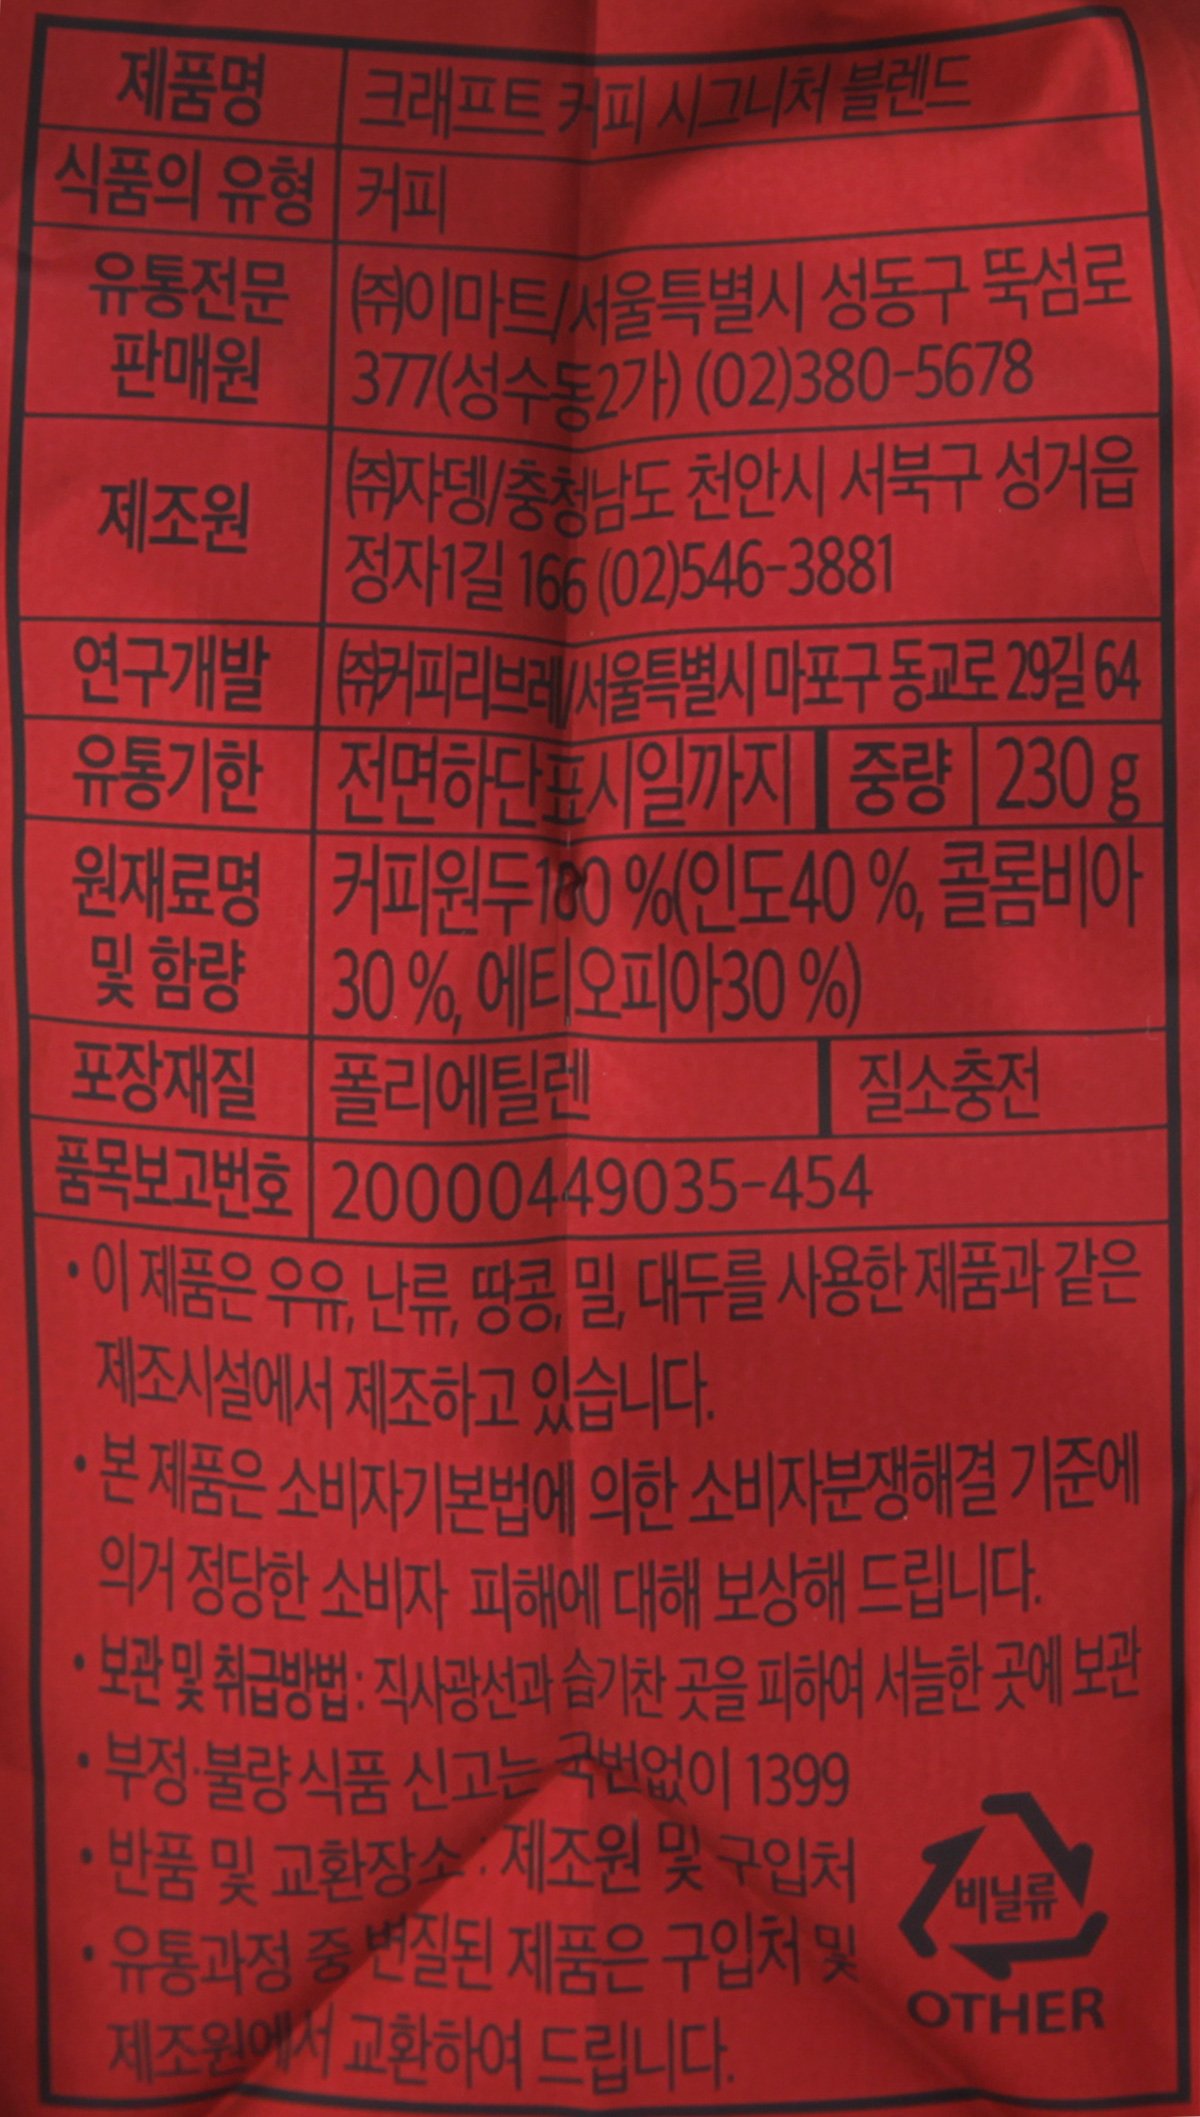 제품명 크래프트 커피 시그니처 블렌드
식품의 유형 커피
유통전문
판매원
㈜이마트/서울특별시 성동구 뚝섬로
377(성수동2가) (02)380-5678
제조원
㈜쟈뎅/충청남도 천안시 서북구 성거읍
정자1길 166 (02)546-3881
연구개발 ㈜커피리브레/서울특별시 마포구 동교로 29길 64
유통기한 전면하단표시일까지 중량 230 g
원재료명
및 함량
커피원두100 %(인도40 %, 콜롬비아
30 %, 에티오피아30 %)
포장재질 폴리에틸렌 질소충전
품목보고번호 20000449035-454
• 이 제품은 우유, 난류, 땅콩, 밀, 대두를 사용한 제품과 같은
제조시설에서 제조하고 있습니다.
• 본 제품은 소비자기본법에 의한 소비자분쟁해결 기준에
의거 정당한 소비자 피해에 대해 보상해 드립니다.
• 보관 및 취급방법 : 직사광선과 습기찬 곳을 피하여 서늘한 곳에 보관
• 부정·불량 식품 신고는 국번없이 1399
• 반품 및 교환장소 : 제조원 및 구입처
• 유통과정 중 변질된 제품은 구입처 및
제조원에서 교환하여 드립니다.
비닐류
OTHER